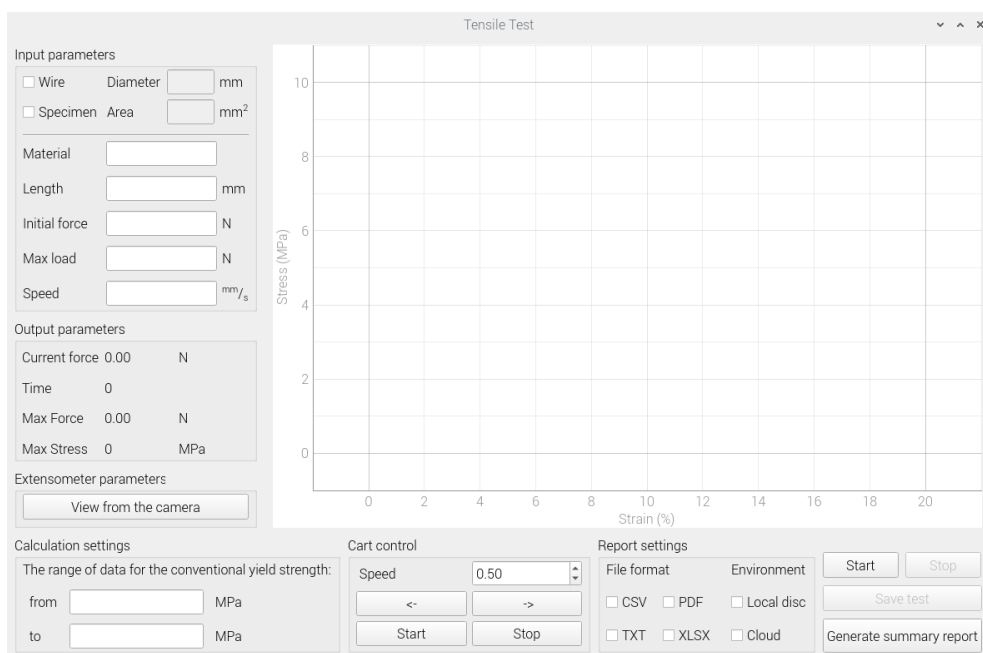 Tensile Test
Input parameters
Wire Diameter mm
Specimen Area mm²
Material
Length mm
Initial force N
Max load N
Speed mm/s
Output parameters
Current force 0.00 N
Time 0
Max Force 0.00 N
Max Stress 0 MPa
Extensometer parameters
View from the camera
Stress (MPa)
10
8
6
4
2
0
0 2 4 6 8 10 12 14 16 18 20
Strain (%)
Calculation settings
The range of data for the conventional yield strength:
from MPa
to MPa
Cart control
Speed 0.50
<- ->
Start Stop
Report settings
File format Environment
CSV PDF Local disc
TXT XLSX Cloud
Start Stop
Save test
Generate summary report